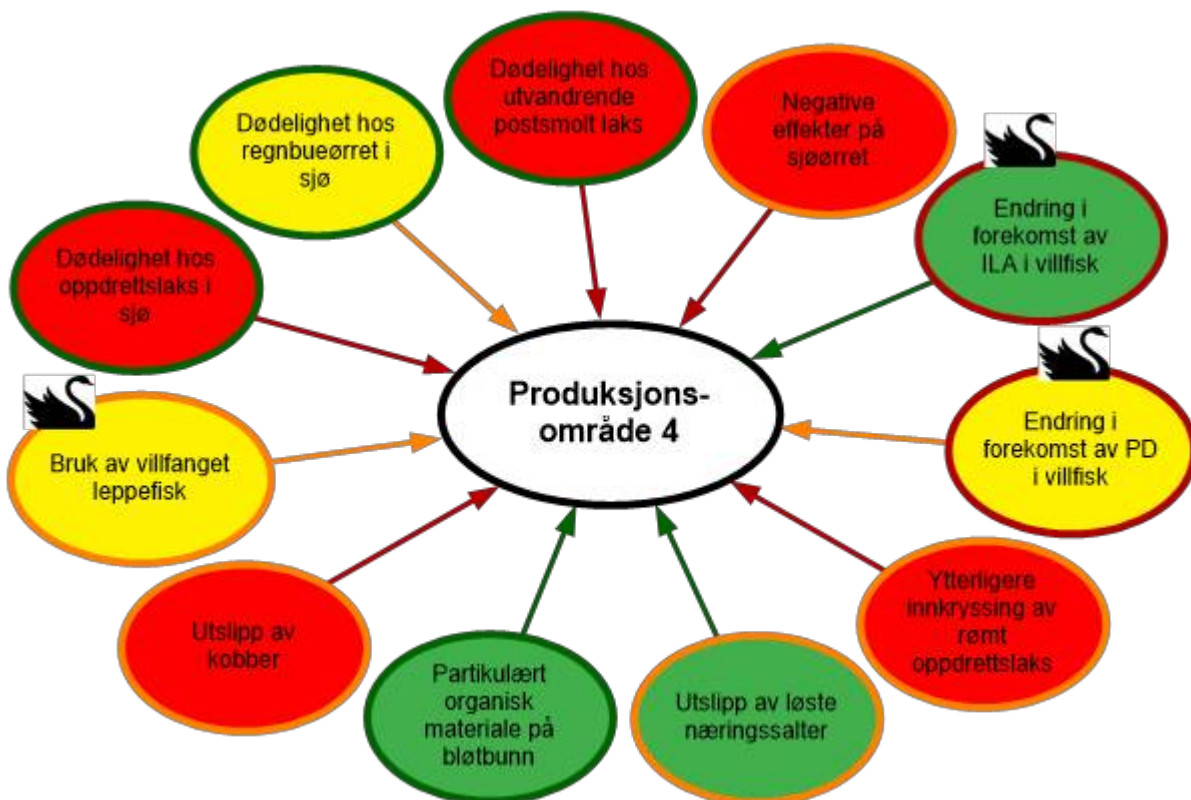 Dødelighet hos
utvandrende
postsmolt laks
Negative
effekter på
sjøørret
Dødelighet hos
regnbueørret i
sjø
Endring i
forekomst av
ILA i villfisk
Dødelighet hos
oppdrettslaks i
sjø
Produksjons-
område 4
Endring i
forekomst av PD
i villfisk
Bruk av villfanget
leppefisk
Ytterligere
innkryssing av
rømt
oppdrettslaks
Utslipp av
kobber
Partikulært
organisk
materiale på
bløtbunn
Utslipp av løste
næringssalter